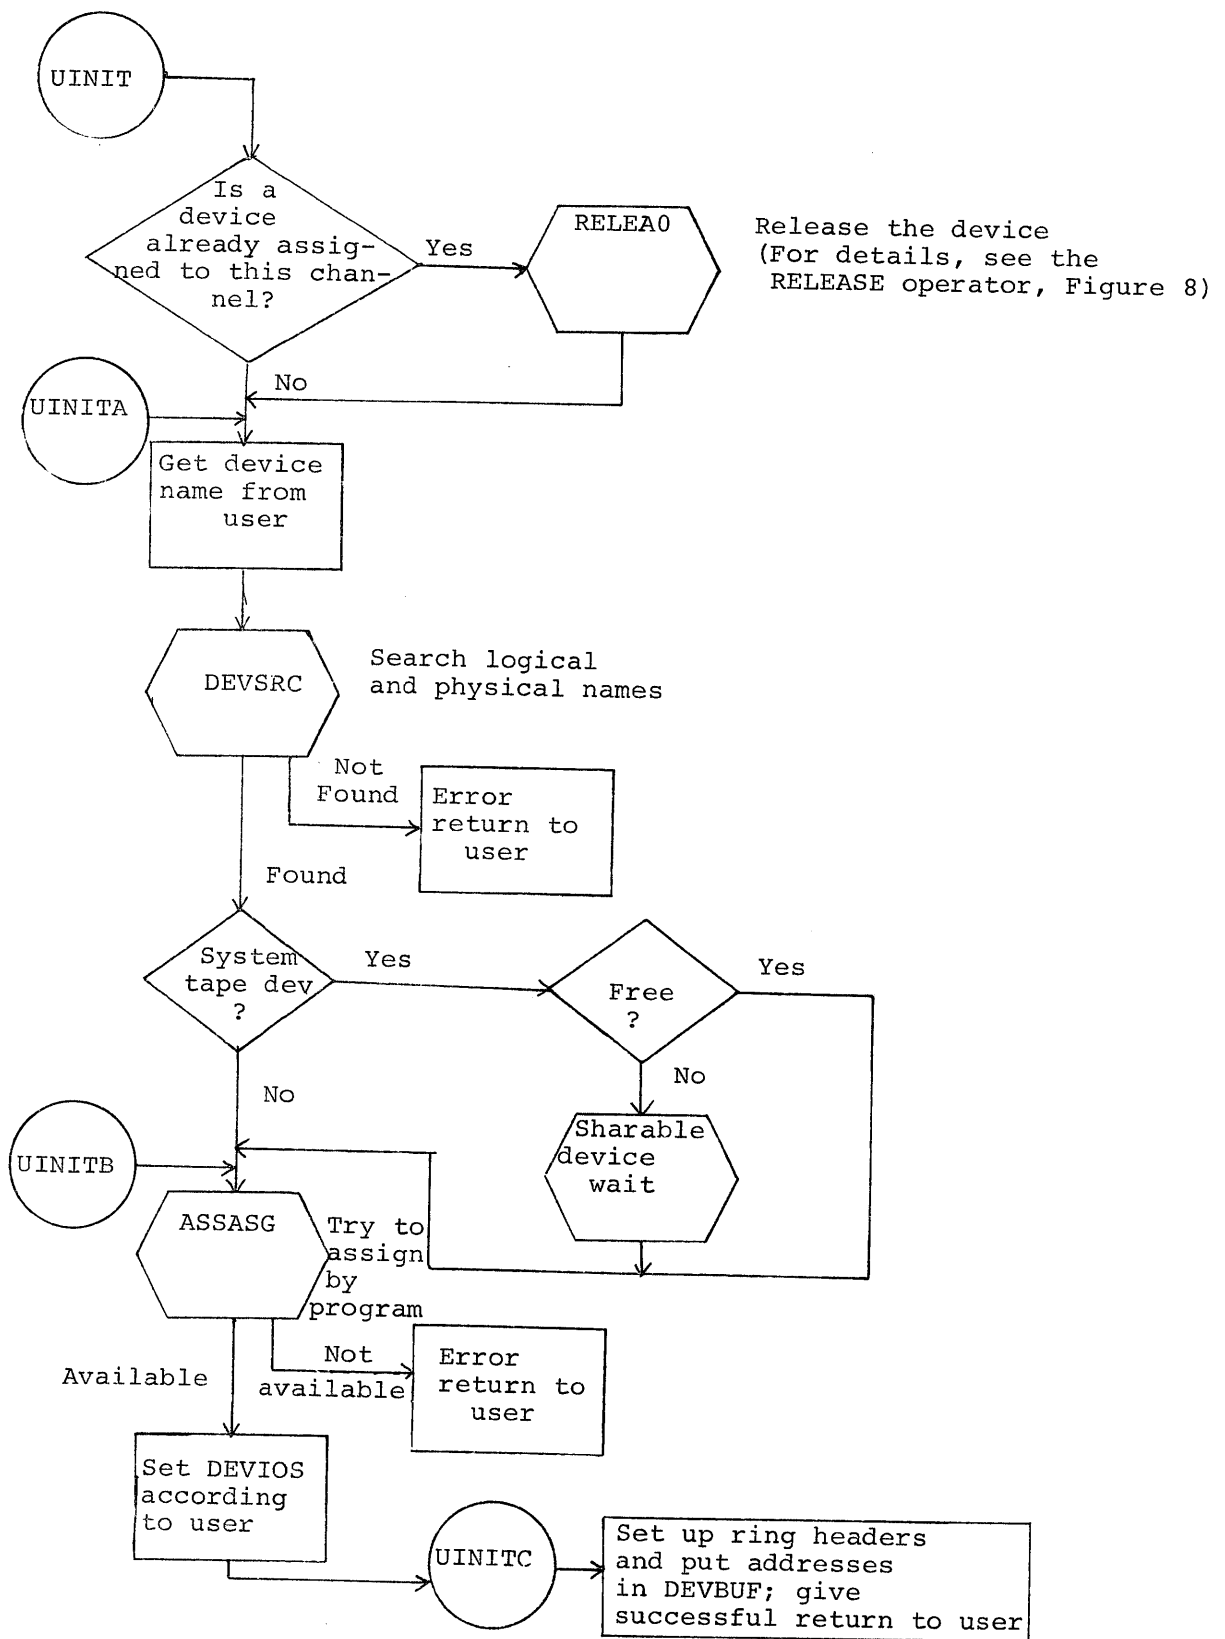 UINIT
Is a
device
already assig-
ned to this chan-
nel?
Yes
RELEA0
Release the device
(For details, see the
RELEASE operator, Figure 8)
No
UINITA
Get device
name from
user
DEVSRC
Search logical
and physical names
Not
Found
Error
return to
user
Found
System
tape dev
?
Yes
Free
?
Yes
No
No
Sharable
device
wait
UINITB
ASSASG
Try to
assign
by
program
Available
Not
available
Error
return to
user
Set DEVIOS
according
to user
UINITC
Set up ring headers
and put addresses
in DEVBUF; give
successful return to user